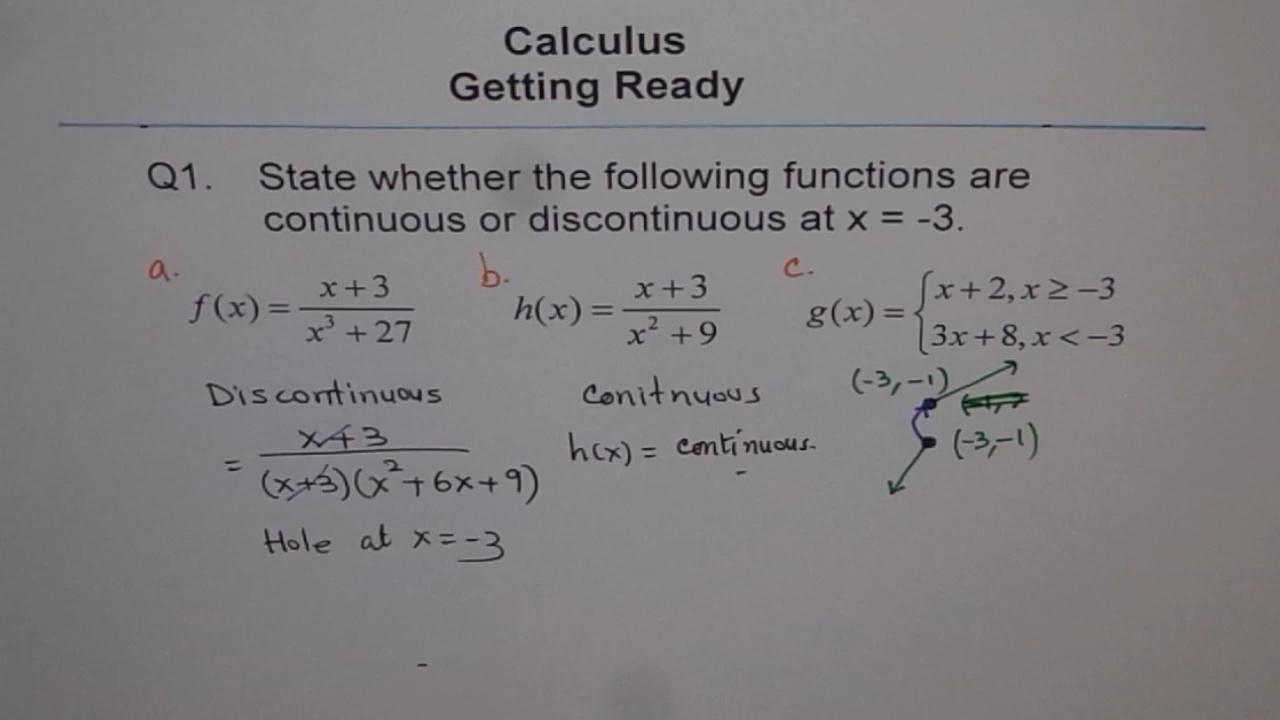 Calculus
Getting Ready
Q1. State whether the following functions are
continuous or discontinuous at x = -3.
a. f(x) = (x+3)/(x³+27) b. h(x) = (x+3)/(x²+9) c. g(x) = { x+2, x ≥ -3
3x+8, x < -3
Discontinuous conitnuous (-3, -1)
= (x+3)/((x+3)(x²+6x+9)) h(x) = continuous. (-3, -1)
Hole at x = -3